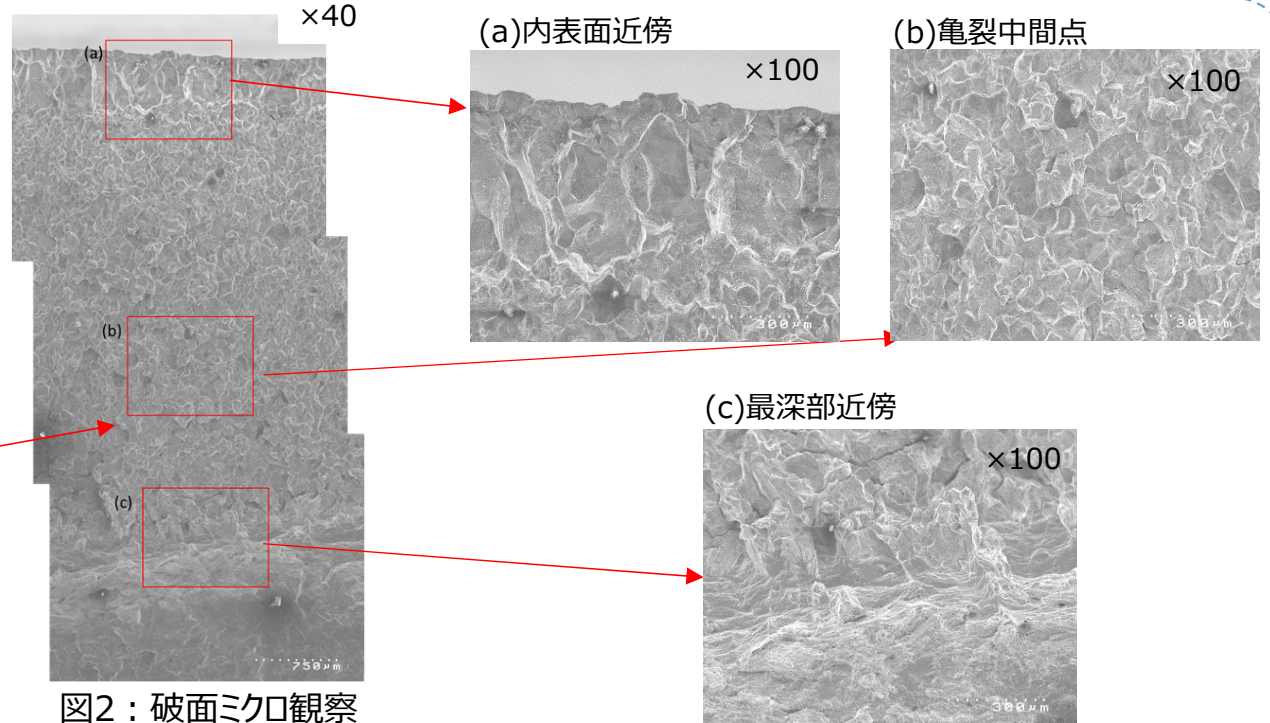 ×40
(a)
(b)
(c)
750μm
(a)内表面近傍
×100
300μm
(b)亀裂中間点
×100
300μm
(c)最深部近傍
×100
300μm
図2：破面ミクロ観察